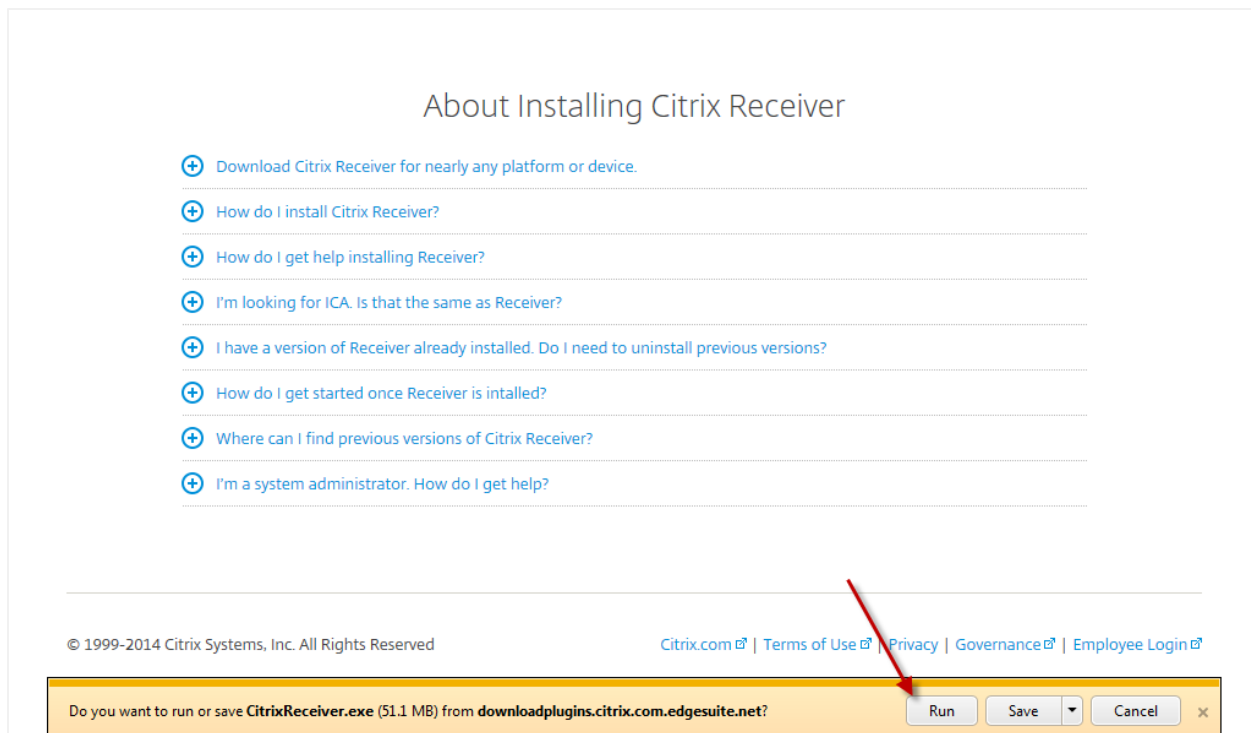 About Installing Citrix Receiver
Download Citrix Receiver for nearly any platform or device.
How do I install Citrix Receiver?
How do I get help installing Receiver?
I'm looking for ICA. Is that the same as Receiver?
I have a version of Receiver already installed. Do I need to uninstall previous versions?
How do I get started once Receiver is intalled?
Where can I find previous versions of Citrix Receiver?
I'm a system administrator. How do I get help?
© 1999-2014 Citrix Systems, Inc. All Rights Reserved Citrix.com | Terms of Use | Privacy | Governance | Employee Login
Do you want to run or save CitrixReceiver.exe (51.1 MB) from downloadplugins.citrix.com.edgesuite.net? Run Save Cancel